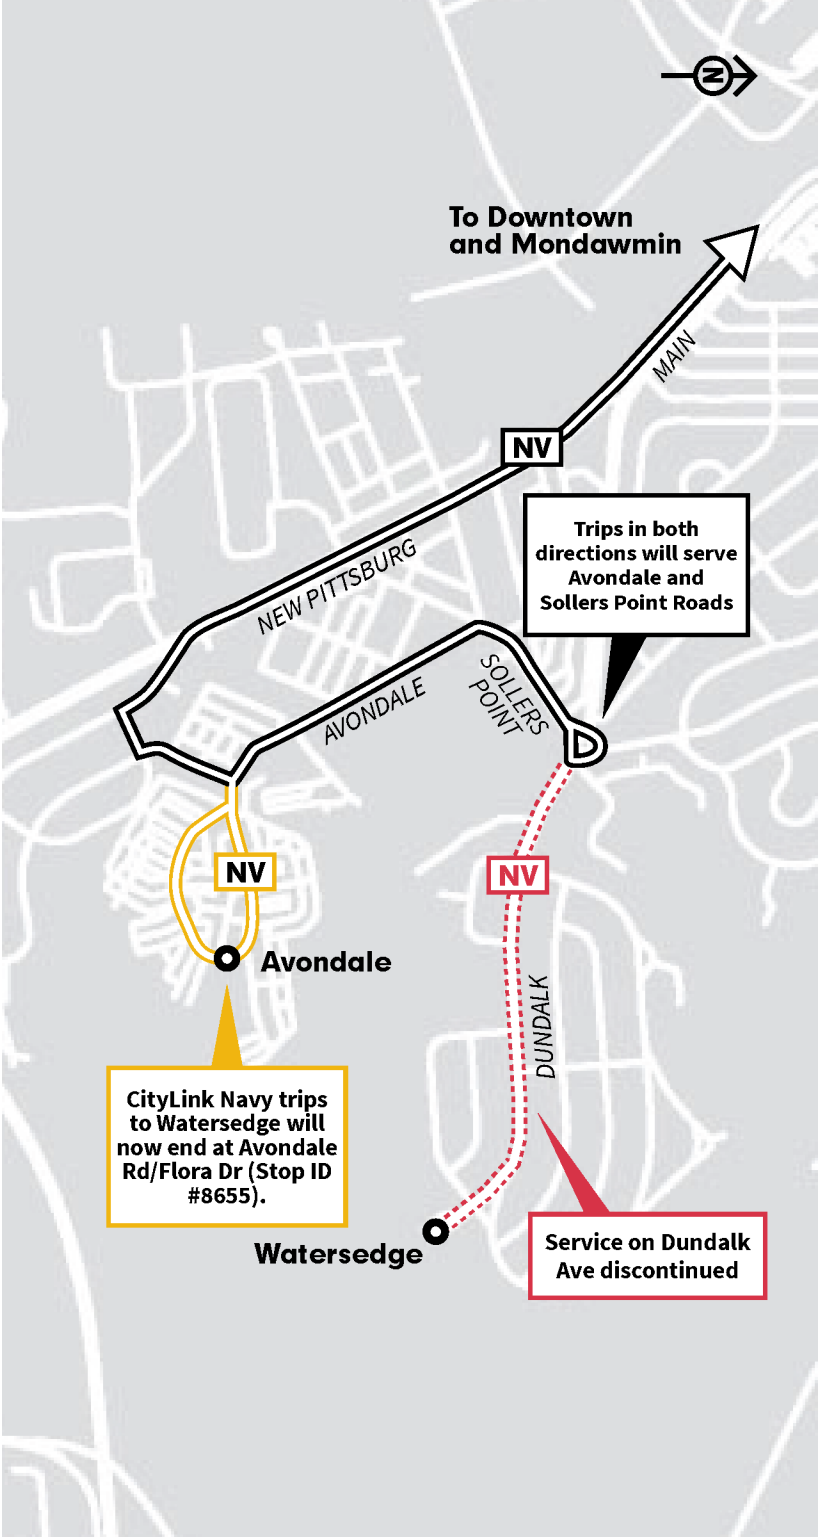 N
To Downtown
and Mondawmin
MAIN
NV
Trips in both
directions will serve
Avondale and
Sollers Point Roads
NEW PITTSBURG
SOLLERS
POINT
AVONDALE
NV
NV
Avondale
DUNDALK
CityLink Navy trips
to Watersedge will
now end at Avondale
Rd/Flora Dr (Stop ID
#8655).
Service on Dundalk
Ave discontinued
Watersedge